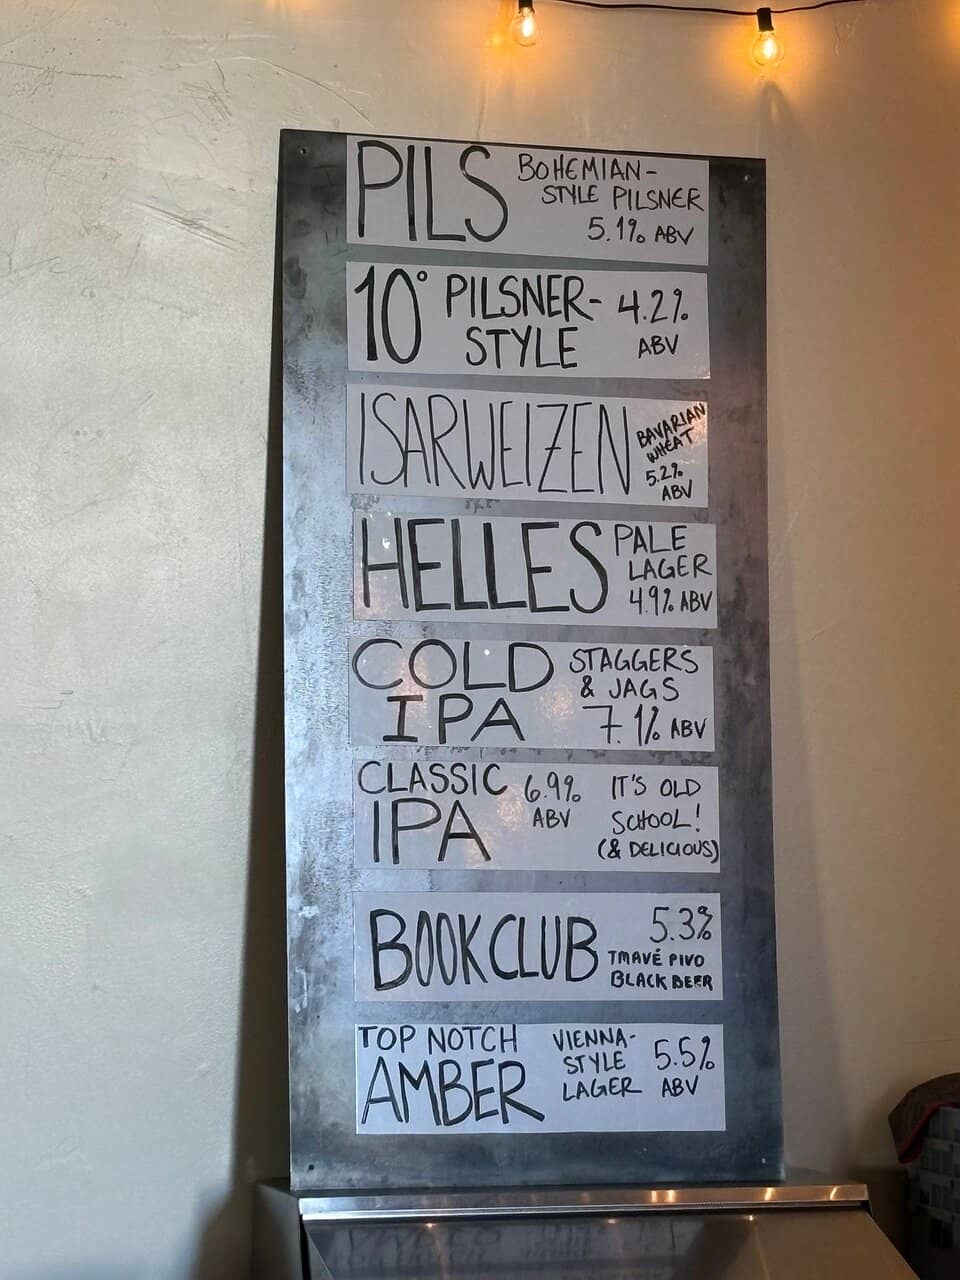 PILS BOHEMIAN-
STYLE PILSNER
5.1% ABV
10° PILSNER- 4.2%
STYLE ABV
ISARWEIZEN BAVARIAN
WHEAT
5.2%
ABV
HELLES PALE
LAGER
4.9% ABV
COLD STAGGERS
& JAGS
IPA 7.1% ABV
CLASSIC 6.9% IT'S OLD
IPA ABV SCHOOL!
(& DELICIOUS)
BOOK CLUB 5.3%
TMAVÉ PIVO
BLACK BEER
TOP NOTCH VIENNA- 5.5%
AMBER STYLE ABV
LAGER